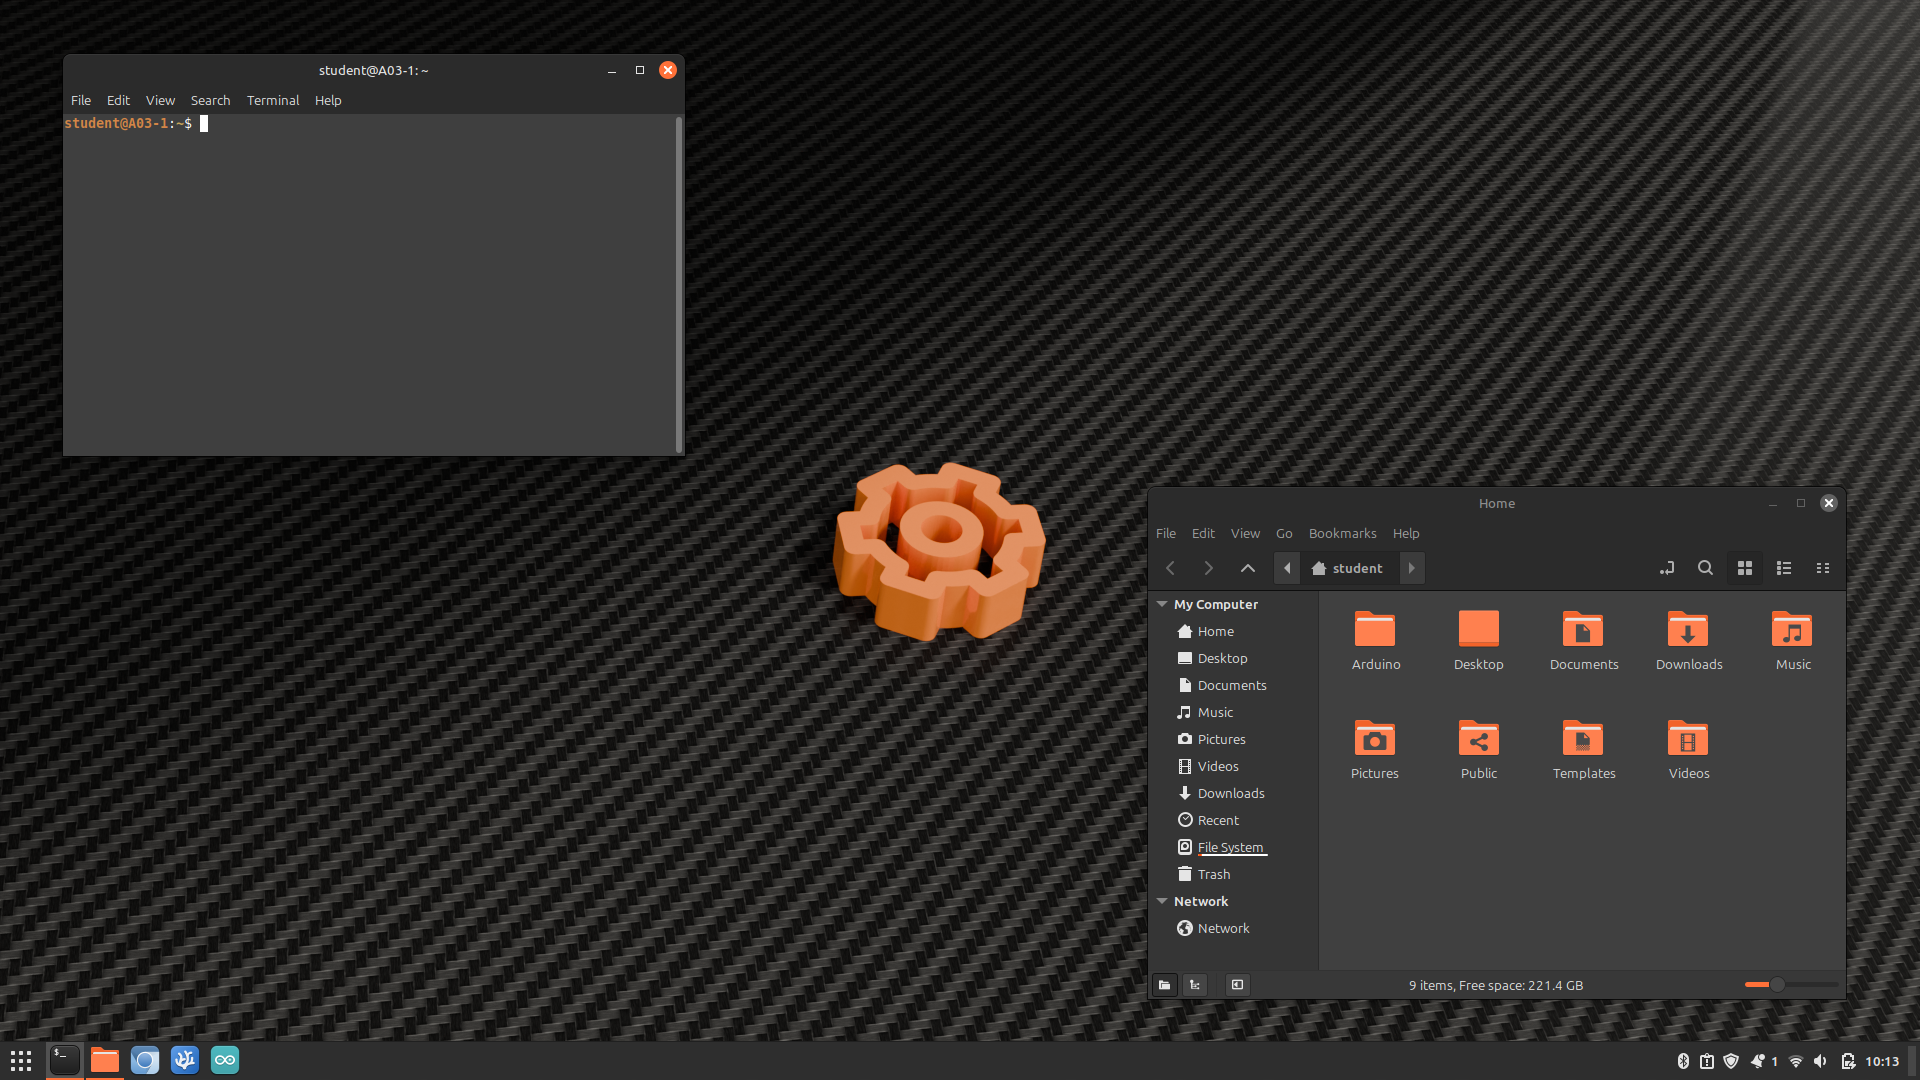 student@A03-1: ~
File Edit View Search Terminal Help
student@A03-1:~$
Home
File Edit View Go Bookmarks Help
student
My Computer
Home
Desktop
Documents
Music
Pictures
Videos
Downloads
Recent
File System
Trash
Network
Network
Arduino Desktop Documents Downloads Music
Pictures Public Templates Videos
9 items, Free space: 221.4 GB
1 10:13